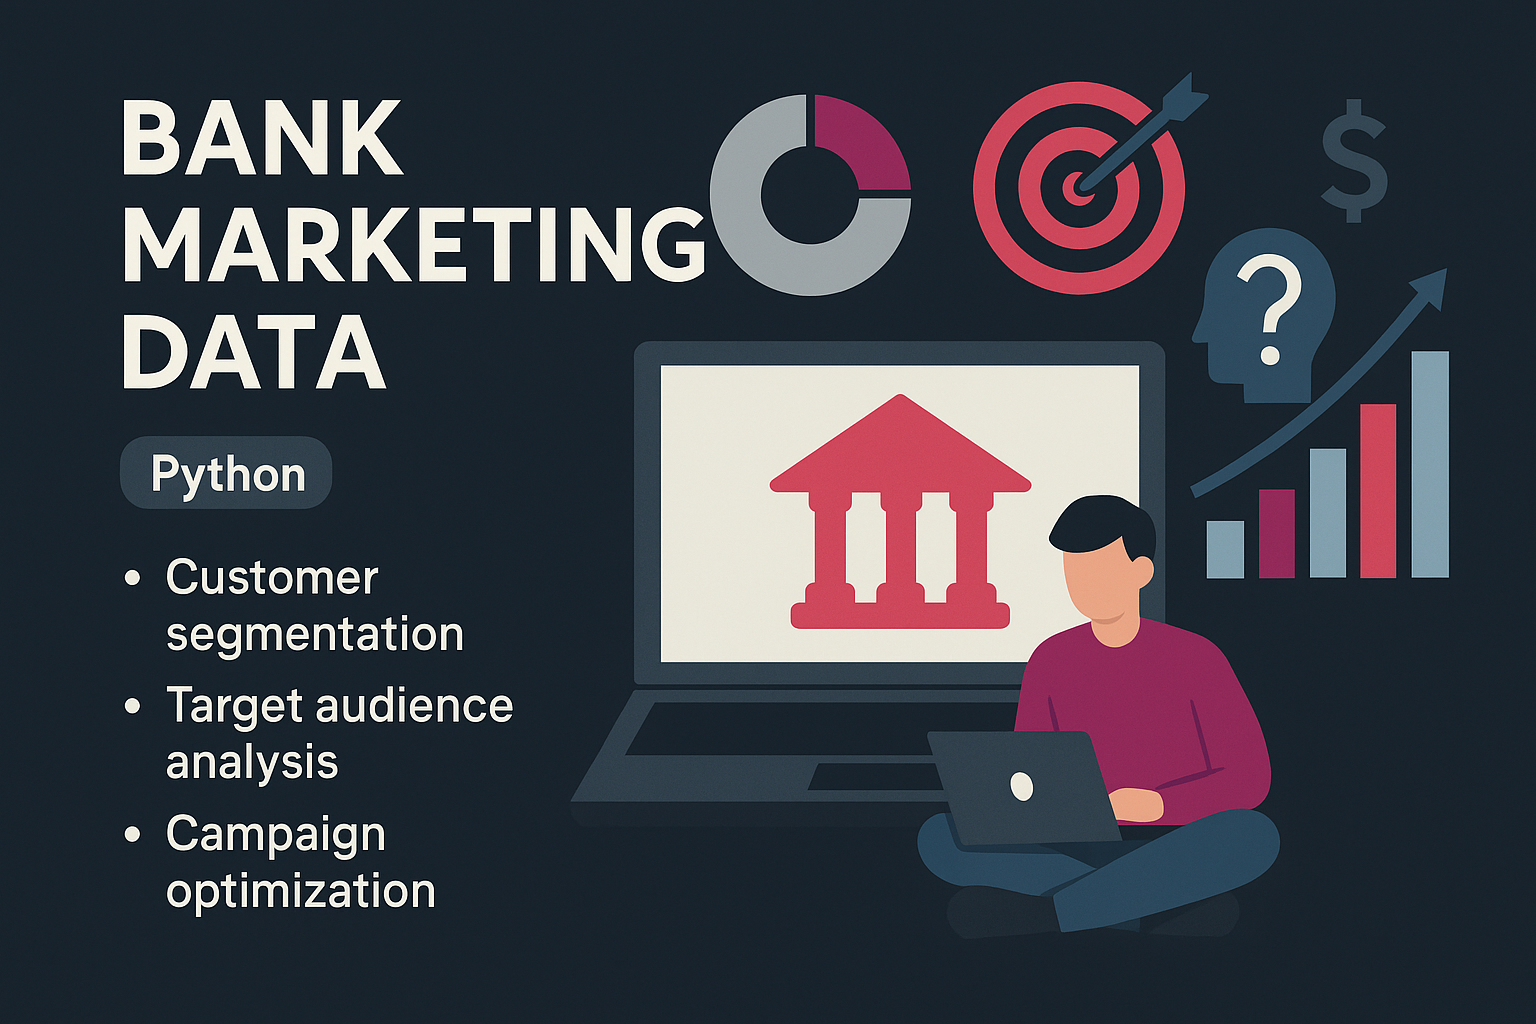 BANK
MARKETING
DATA
Python
• Customer
segmentation
• Target audience
analysis
• Campaign
optimization
$
?